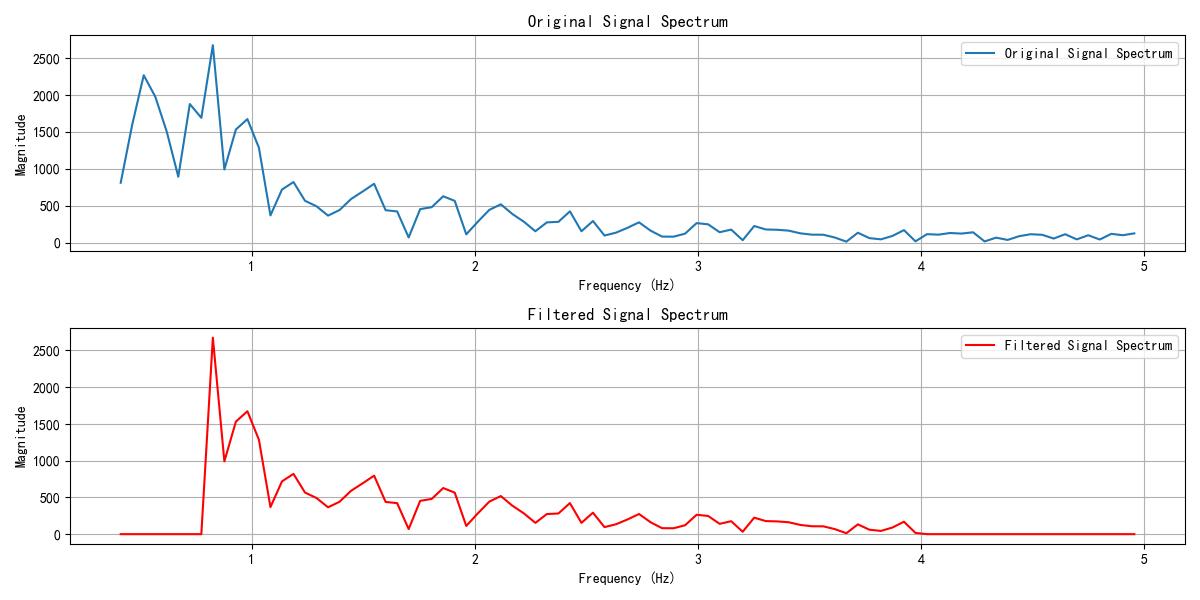 Original Signal Spectrum
2500
2000
1500
1000
500
0
Magnitude
Original Signal Spectrum
1 2 3 4 5
Frequency (Hz)
Filtered Signal Spectrum
2500
2000
1500
1000
500
0
Magnitude
Filtered Signal Spectrum
1 2 3 4 5
Frequency (Hz)